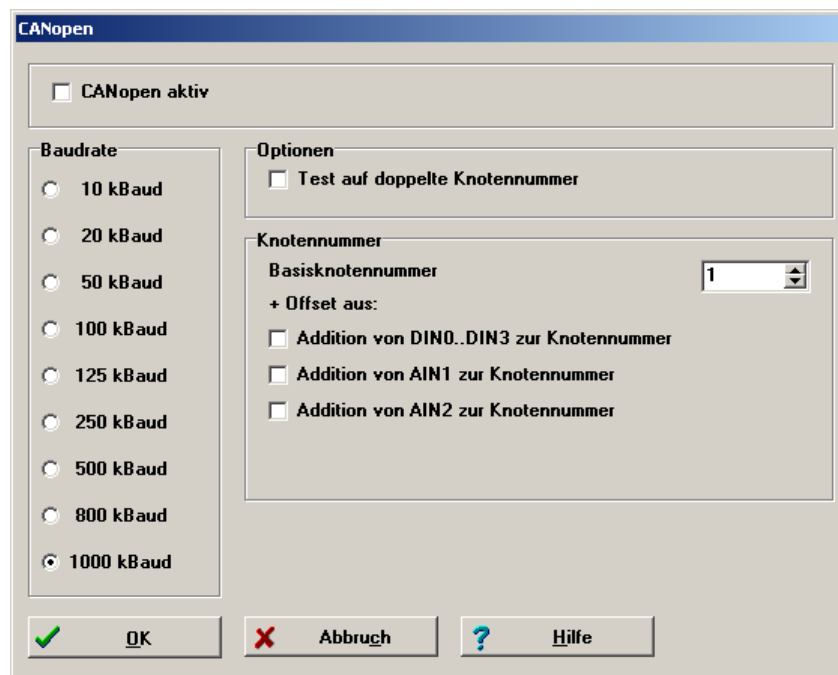 CANopen
CANopen aktiv
Baudrate
10 kBaud
20 kBaud
50 kBaud
100 kBaud
125 kBaud
250 kBaud
500 kBaud
800 kBaud
1000 kBaud
Optionen
Test auf doppelte Knotennummer
Knotennummer
Basisknotennummer 1
+ Offset aus:
Addition von DIN0..DIN3 zur Knotennummer
Addition von AIN1 zur Knotennummer
Addition von AIN2 zur Knotennummer
OK
Abbruch
Hilfe